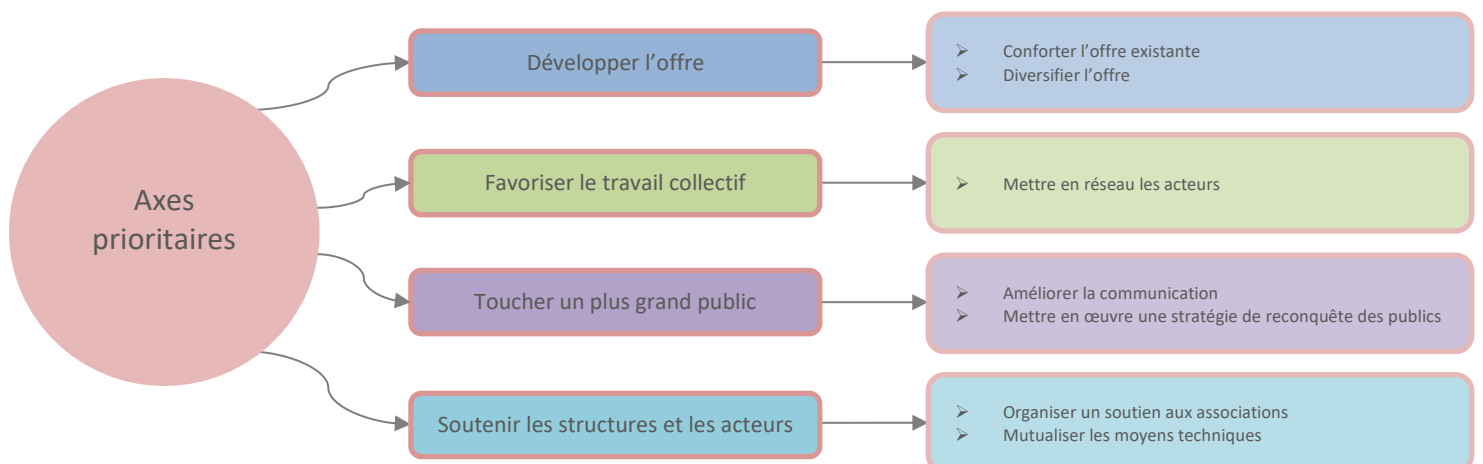 Axes
prioritaires
Développer l’offre
➢ Conforter l’offre existante
➢ Diversifier l’offre
Favoriser le travail collectif
➢ Mettre en réseau les acteurs
Toucher un plus grand public
➢ Améliorer la communication
➢ Mettre en œuvre une stratégie de reconquête des publics
Soutenir les structures et les acteurs
➢ Organiser un soutien aux associations
➢ Mutualiser les moyens techniques